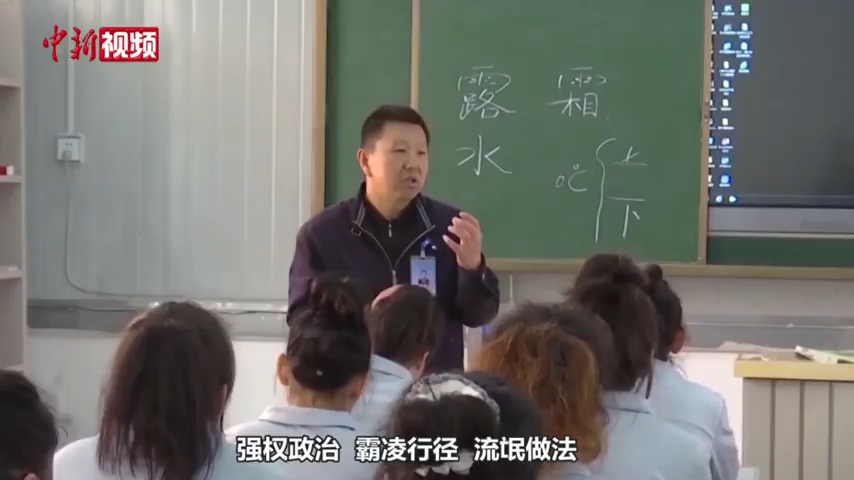 中新视频
露 霜
水
0℃ 上
下
强权政治 霸凌行径 流氓做法